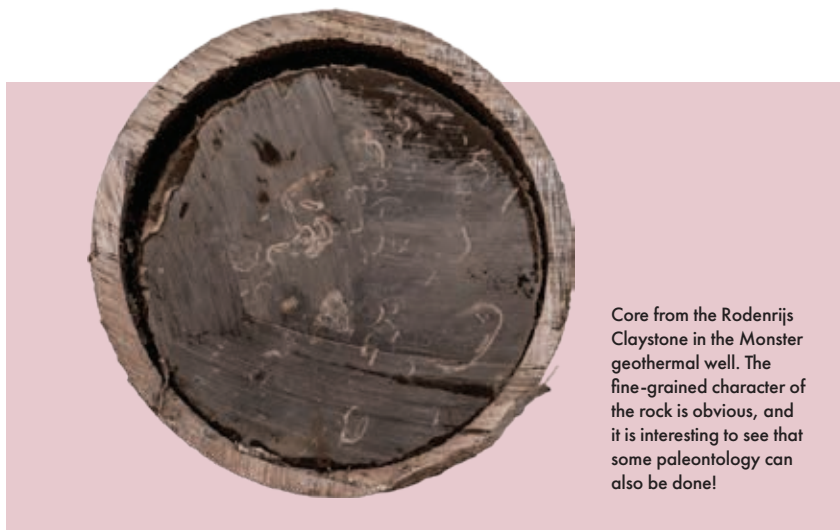 Core from the Rodenrijs
Claystone in the Monster
geothermal well. The
fine-grained character of
the rock is obvious, and
it is interesting to see that
some paleontology can
also be done!